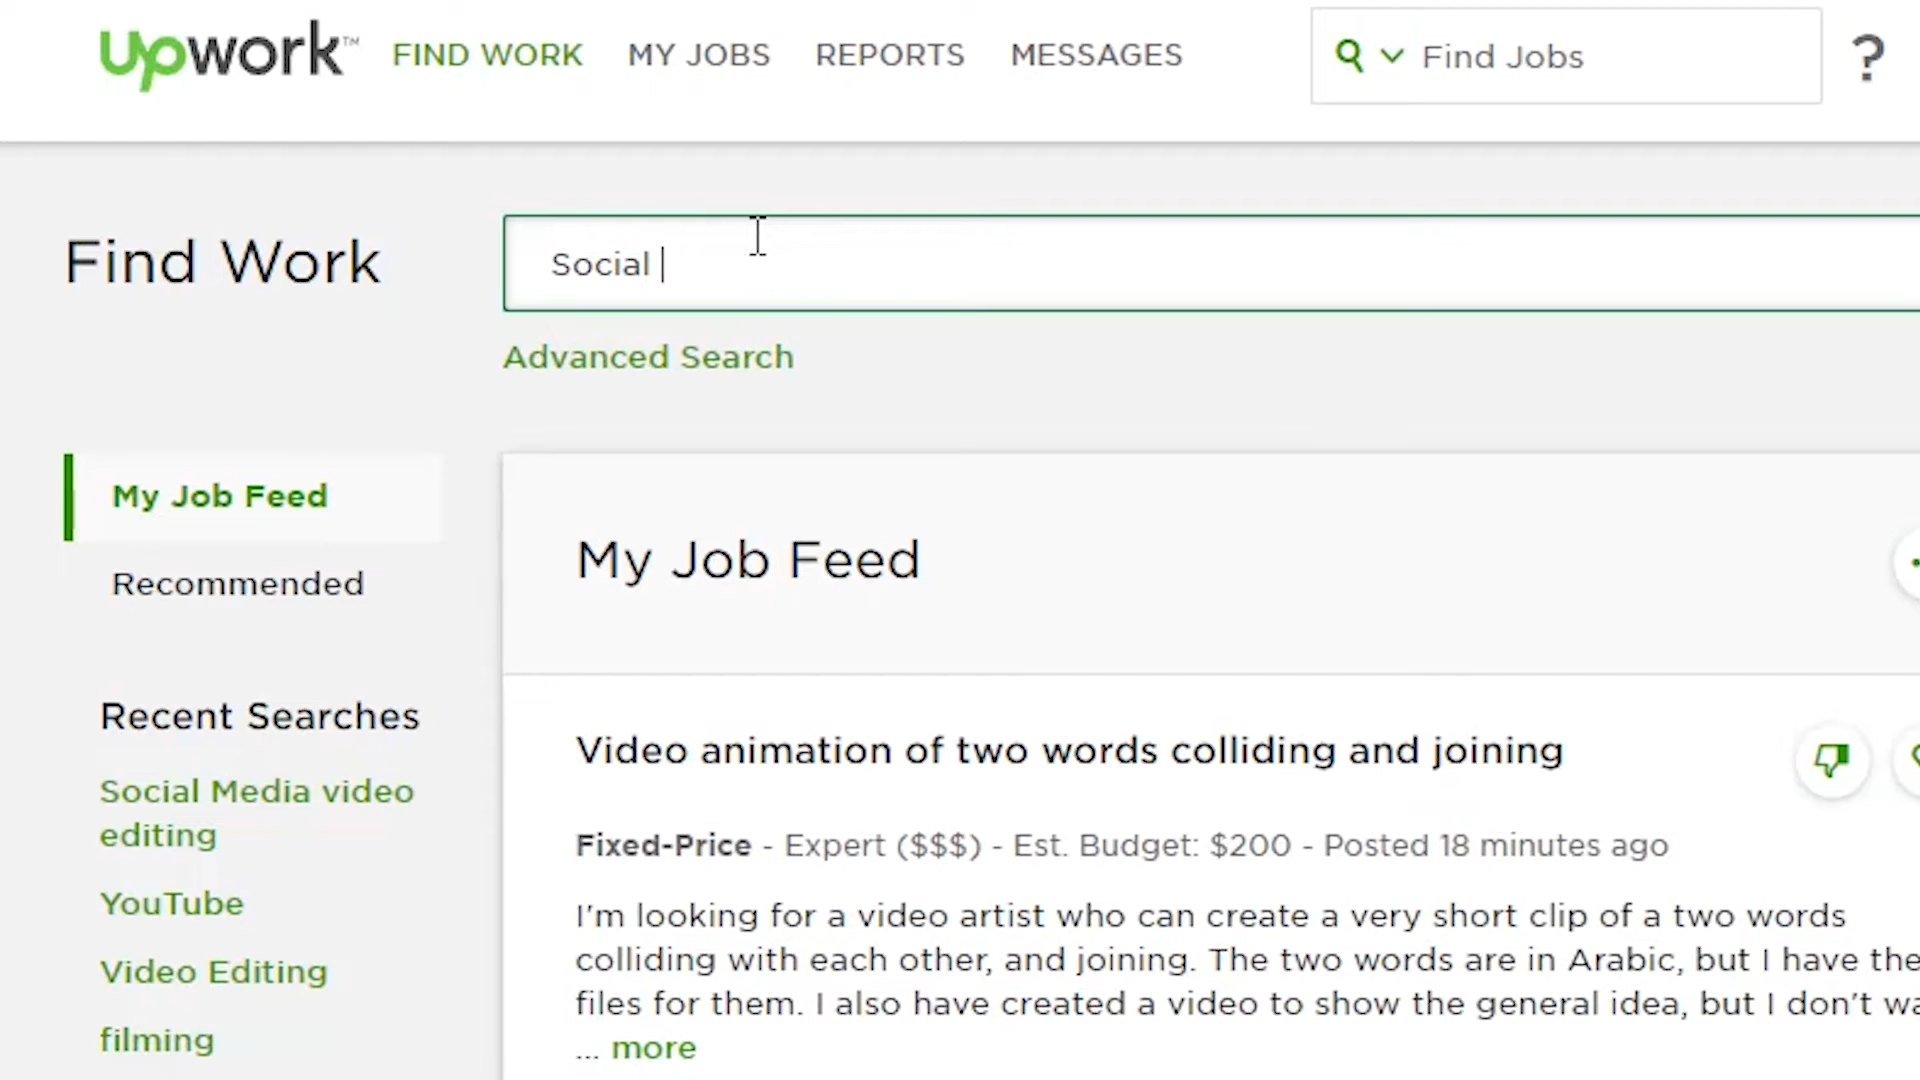 upwork™ FIND WORK MY JOBS REPORTS MESSAGES Find Jobs ?
Find Work
Social
Advanced Search
My Job Feed
Recommended
My Job Feed
Recent Searches
Social Media video
editing
YouTube
Video Editing
filming
Video animation of two words colliding and joining
Fixed-Price - Expert ($$$) - Est. Budget: $200 - Posted 18 minutes ago
I'm looking for a video artist who can create a very short clip of a two words
colliding with each other, and joining. The two words are in Arabic, but I have the
files for them. I also have created a video to show the general idea, but I don't
... more